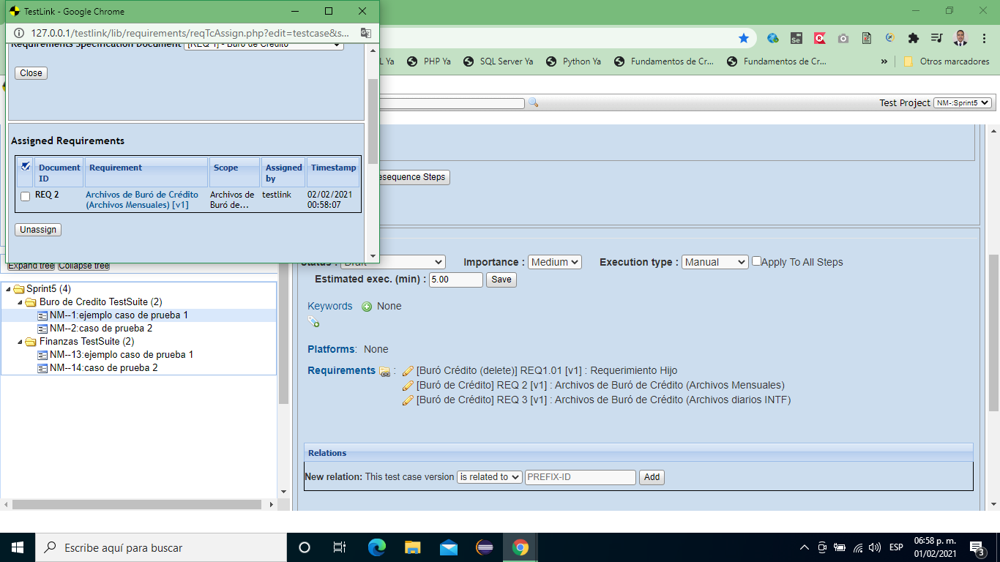 TestLink - Google Chrome
127.0.0.1/testlink/lib/requirements/reqTcAssign.php?edit=testcase&s...
Requirements Specification Document [REQ 1] - Buró de Crédito
Close
Assigned Requirements
Document ID Requirement Scope Assigned by Timestamp
REQ 2 Archivos de Buró de Crédito (Archivos Mensuales) [v1] Archivos de Buró de... testlink 02/02/2021 00:58:07
Unassign
L Ya PHP Ya SQL Server Ya Python Ya Fundamentos de Cr... Fundamentos de Cr... » Otros marcadores
Test Project NM-:Sprint5
esequence Steps
Expand tree Collapse tree
Sprint5 (4)
Buro de Credito TestSuite (2)
NM--1:ejemplo caso de prueba 1
NM--2:caso de prueba 2
Finanzas TestSuite (2)
NM--13:ejemplo caso de prueba 1
NM--14:caso de prueba 2
Status : Draft Importance : Medium Execution type : Manual Apply To All Steps
Estimated exec. (min) : 5.00 Save
Keywords None
Platforms: None
Requirements : [Buró Crédito (delete)] REQ1.01 [v1] : Requerimiento Hijo
[Buró de Crédito] REQ 2 [v1] : Archivos de Buró de Crédito (Archivos Mensuales)
[Buró de Crédito] REQ 3 [v1] : Archivos de Buró de Crédito (Archivos diarios INTF)
Relations
New relation: This test case version is related to PREFIX-ID Add
Escribe aquí para buscar
ESP
06:58 p. m.
01/02/2021
3